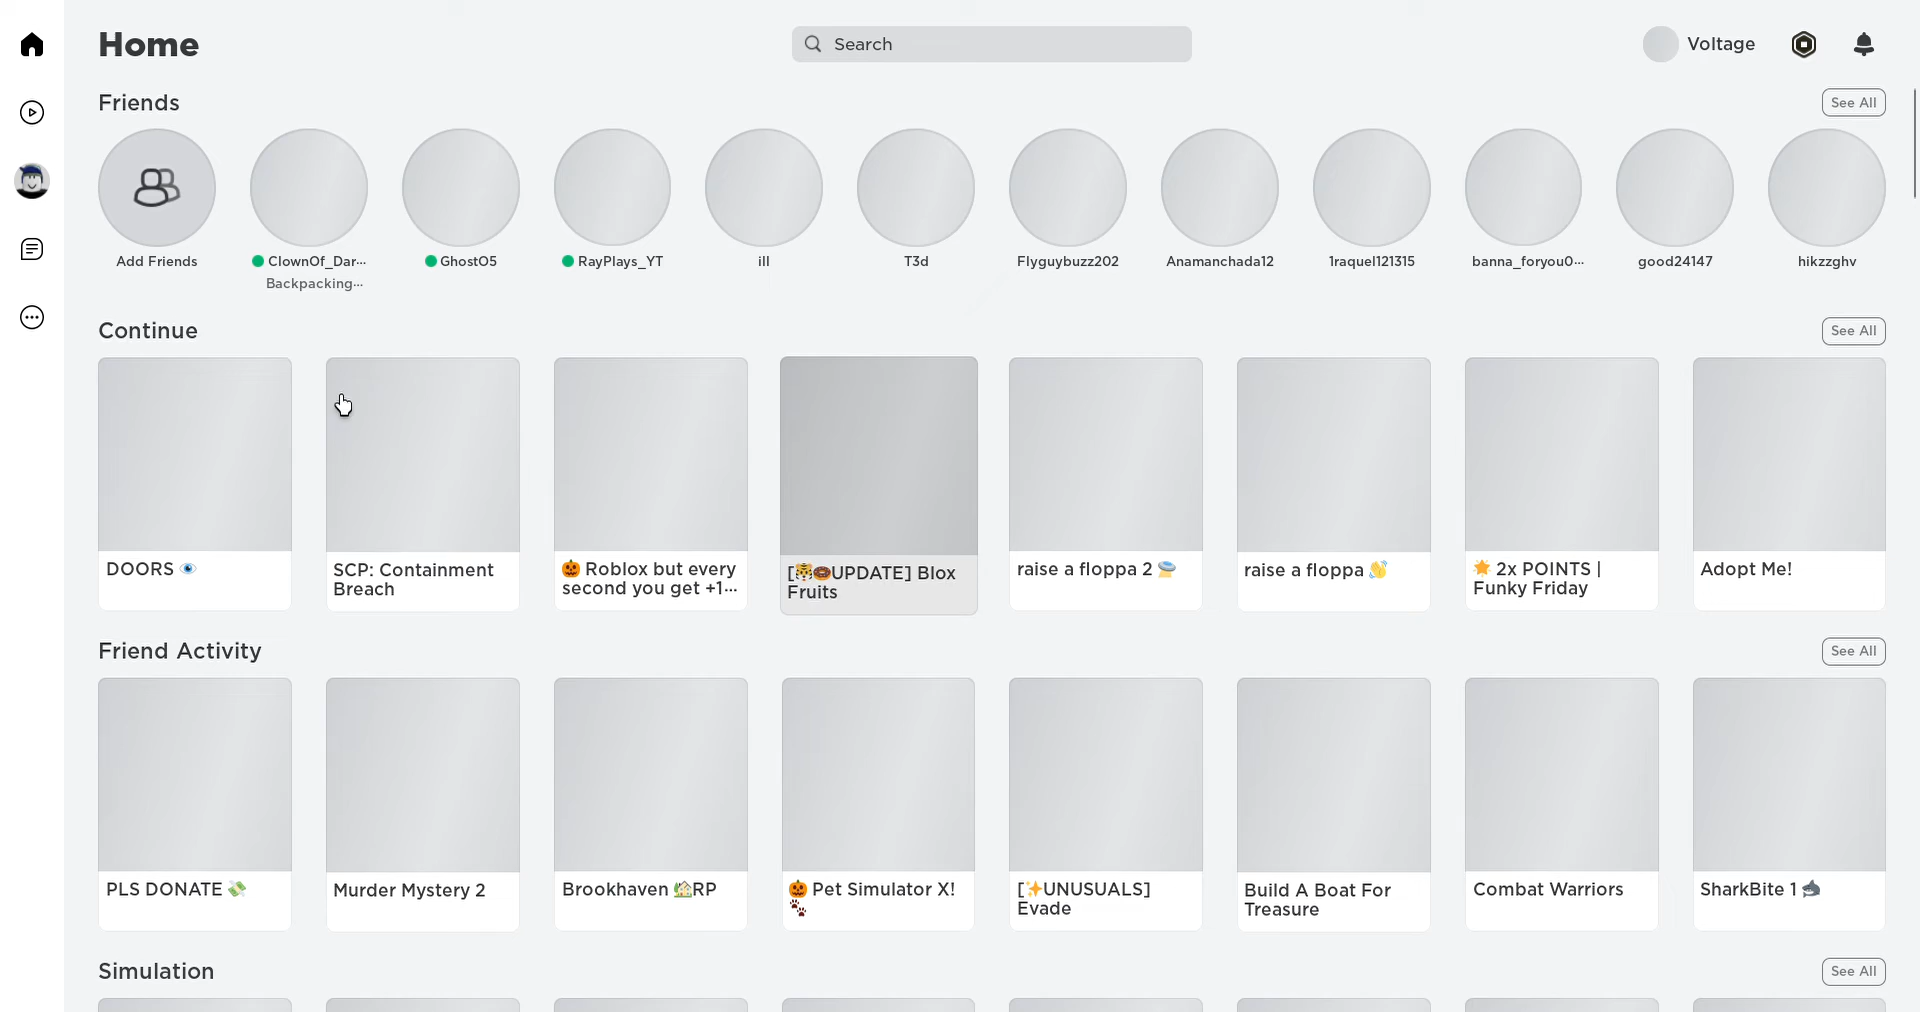 Home
Search
Voltage
Friends
See All
Add Friends
ClownOf_Dar...
Backpacking...
GhostO5
RayPlays_YT
ill
T3d
Flyguybuzz202
Anamanchada12
1raquel121315
banna_foryou0...
good24147
hikzzghv
Continue
See All
DOORS 👁️
SCP: Containment
Breach
🎃 Roblox but every
second you get +1...
[🐯🍩UPDATE] Blox
Fruits
raise a floppa 2 🛸
raise a floppa 👋
🌟 2x POINTS |
Funky Friday
Adopt Me!
Friend Activity
See All
PLS DONATE 💸
Murder Mystery 2
Brookhaven 🏡RP
🎃 Pet Simulator X!
🐾
[✨UNUSUALS]
Evade
Build A Boat For
Treasure
Combat Warriors
SharkBite 1 🦈
Simulation
See All